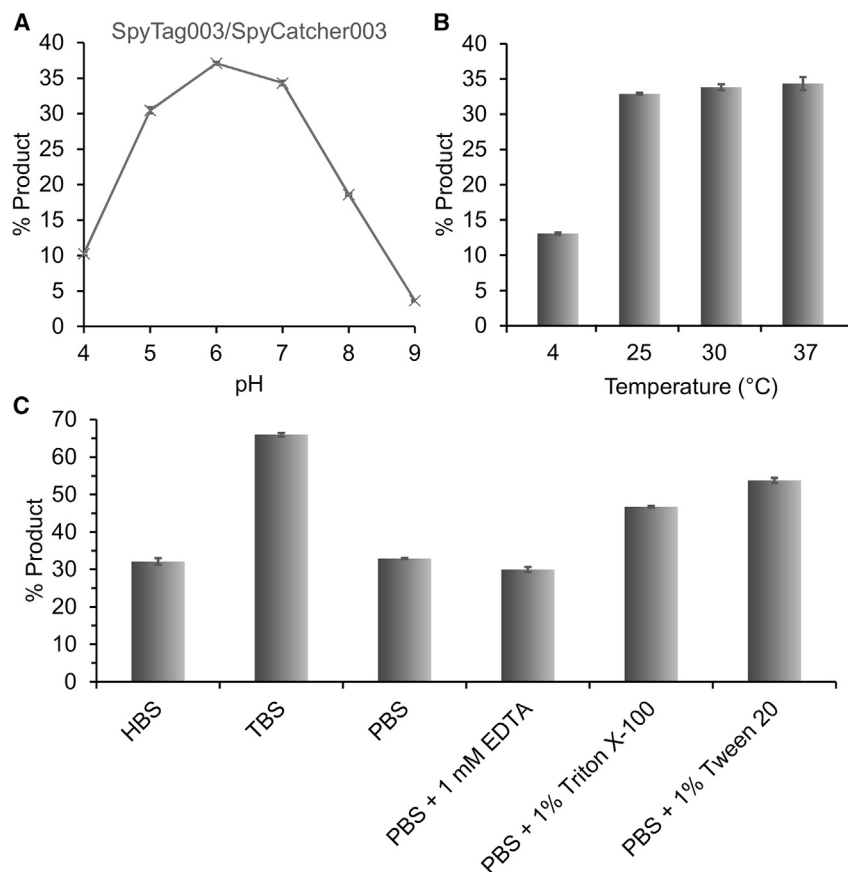 A
SpyTag003/SpyCatcher003
% Product
40
35
30
25
20
15
10
5
0
4 5 6 7 8 9
pH
B
% Product
40
35
30
25
20
15
10
5
0
4 25 30 37
Temperature (°C)
C
% Product
70
60
50
40
30
20
10
0
HBS
TBS
PBS
PBS + 1 mM EDTA
PBS + 1% Triton X-100
PBS + 1% Tween 20